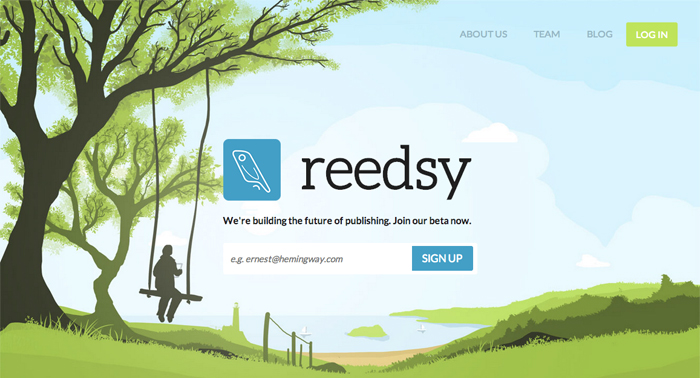 ABOUT US TEAM BLOG LOG IN
reedsy
We're building the future of publishing. Join our beta now.
e.g. ernest@hemingway.com SIGN UP